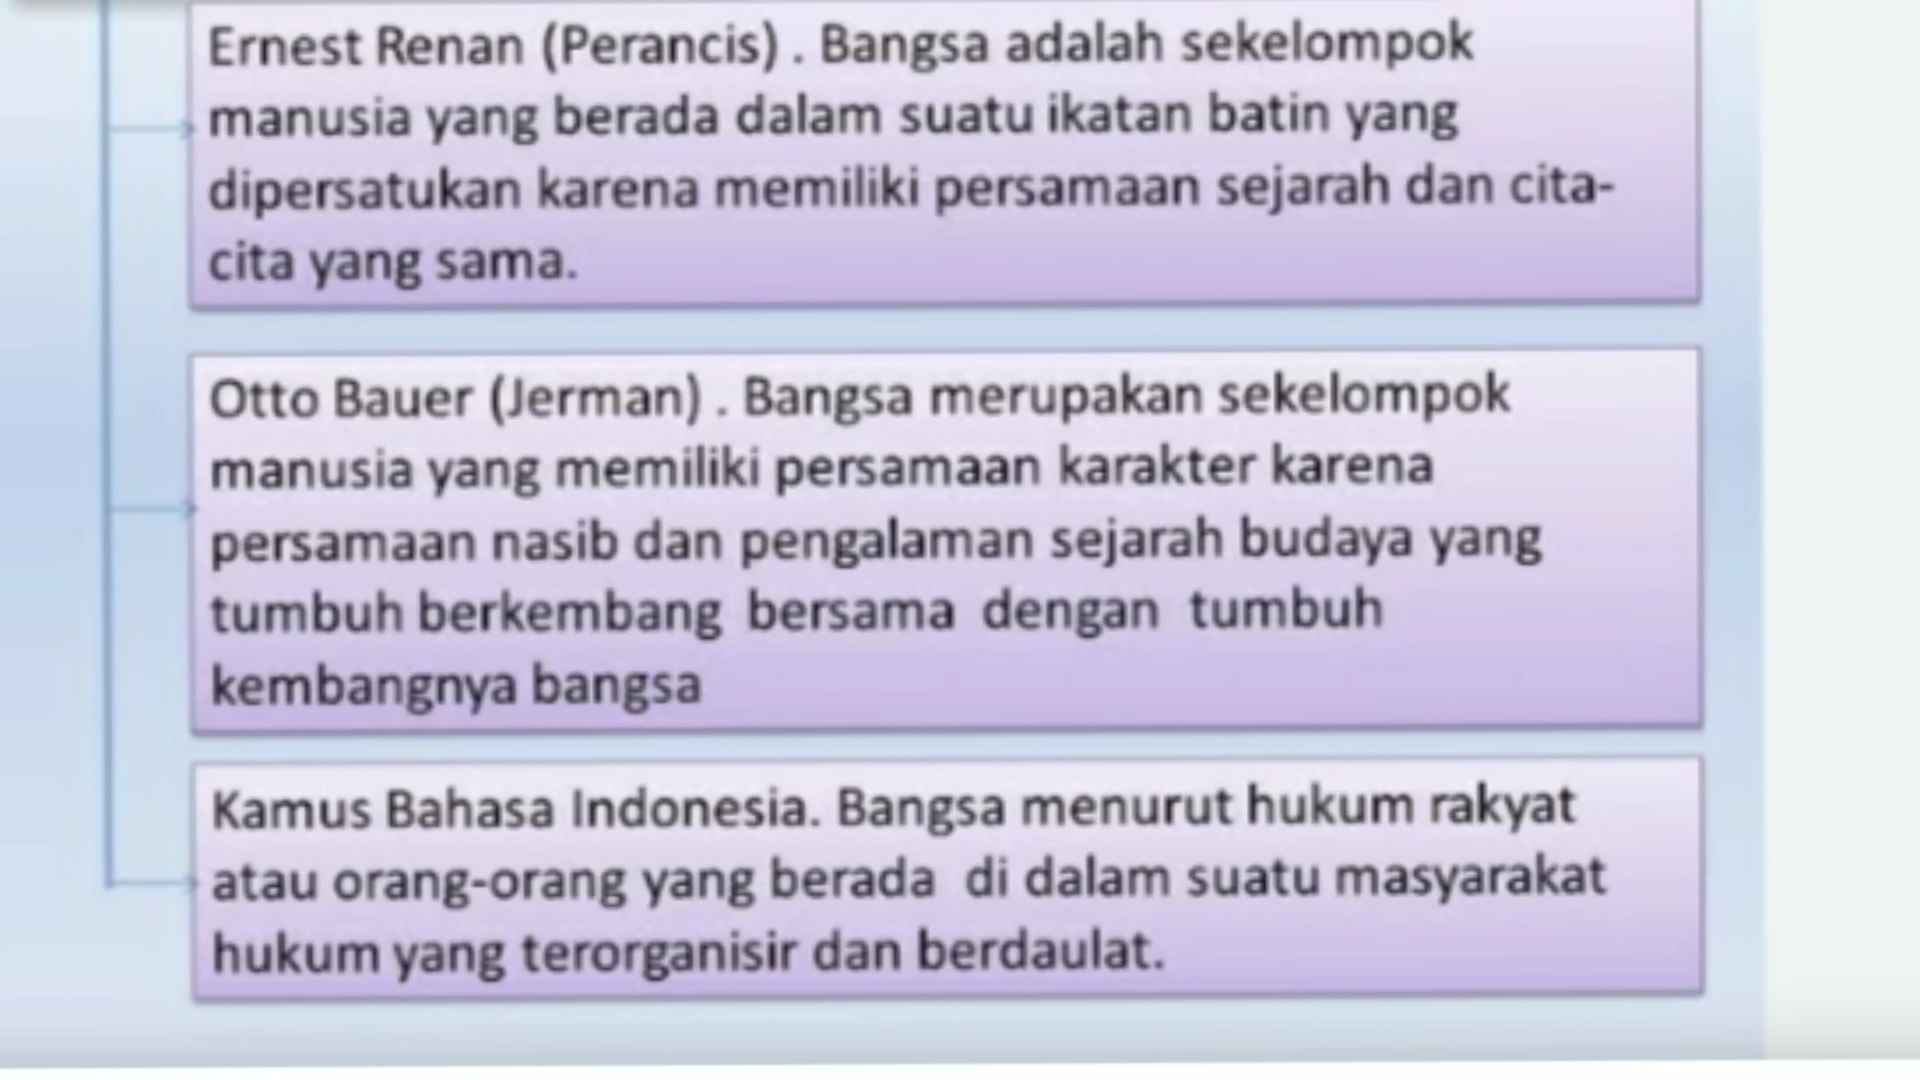 Ernest Renan (Perancis) . Bangsa adalah sekelompok
manusia yang berada dalam suatu ikatan batin yang
dipersatukan karena memiliki persamaan sejarah dan cita-
cita yang sama.
Otto Bauer (Jerman) . Bangsa merupakan sekelompok
manusia yang memiliki persamaan karakter karena
persamaan nasib dan pengalaman sejarah budaya yang
tumbuh berkembang bersama dengan tumbuh
kembangnya bangsa
Kamus Bahasa Indonesia. Bangsa menurut hukum rakyat
atau orang-orang yang berada di dalam suatu masyarakat
hukum yang terorganisir dan berdaulat.